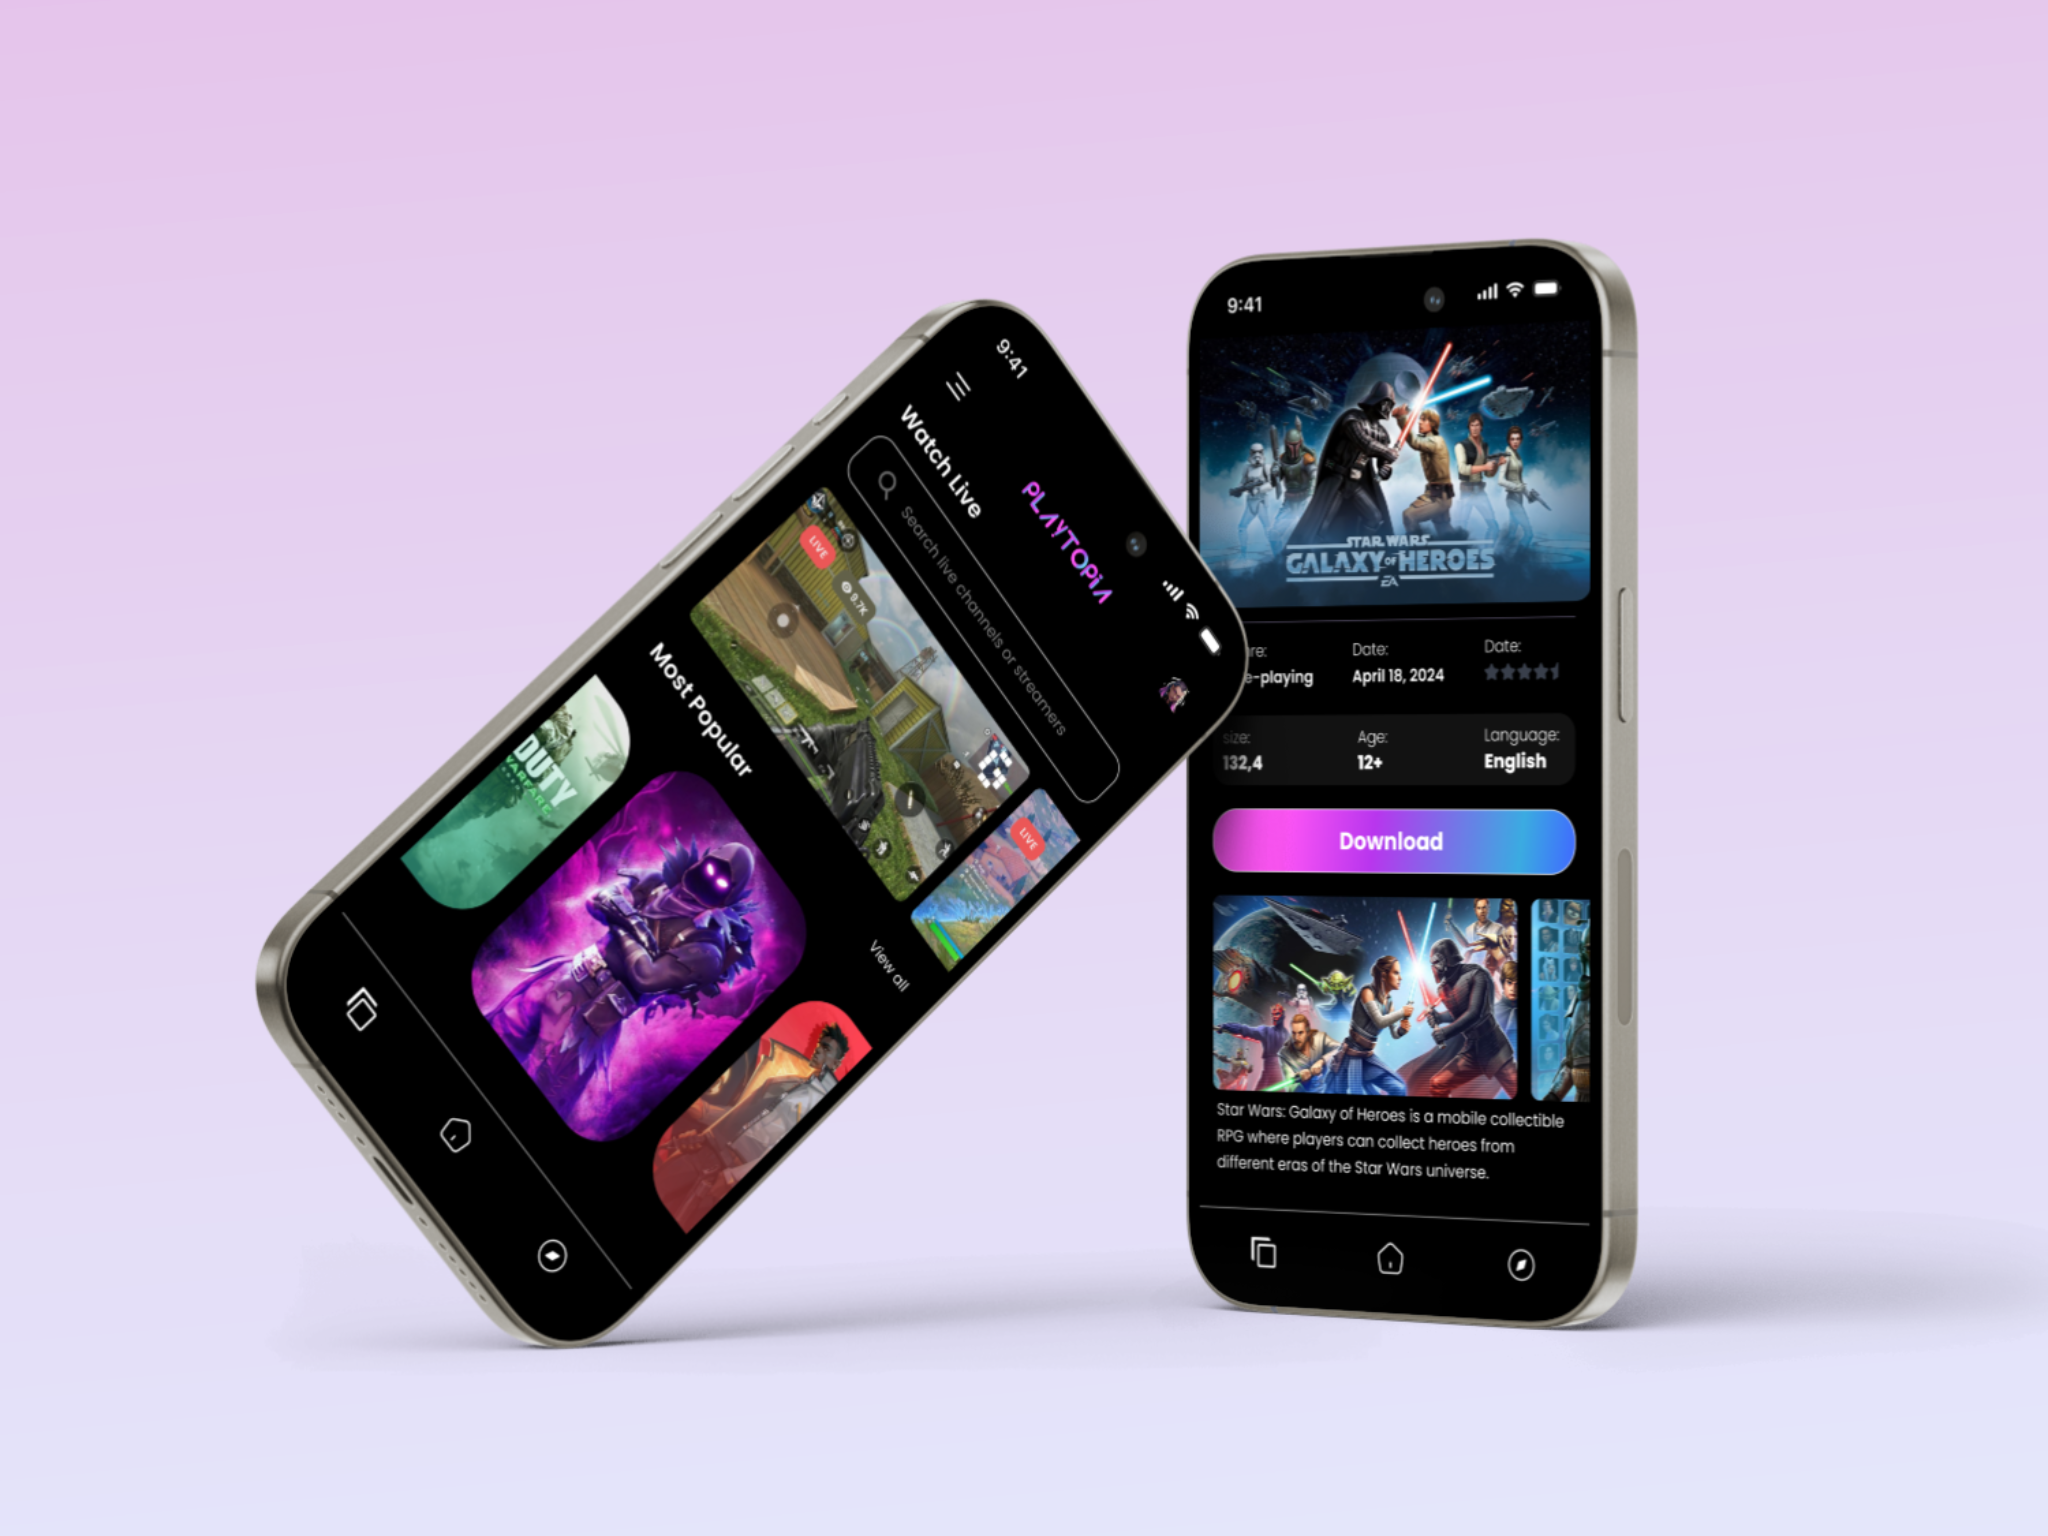 9:41
PLAYTOPIA
Watch Live
Search live channels or streamers
LIVE
9.7K
LIVE
Most Popular
View all
DUTY
WARFARE
9:41
STAR WARS
GALAXY OF HEROES
EA
re:
Date:
Date:
e-playing
April 18, 2024
size:
Age:
Language:
132,4
12+
English
Download
Star Wars: Galaxy of Heroes is a mobile collectible
RPG where players can collect heroes from
different eras of the Star Wars universe.